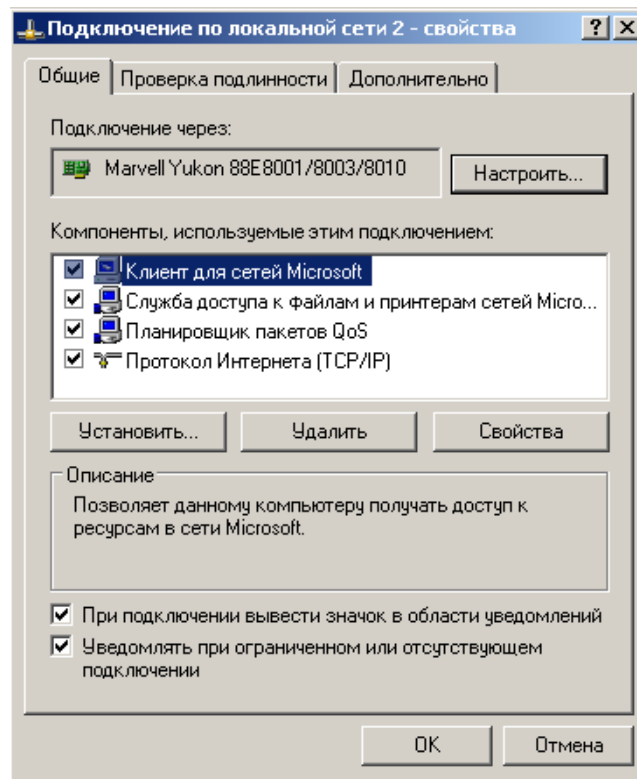 Подключение по локальной сети 2 - свойства
Общие
Проверка подлинности
Дополнительно
Подключение через:
Marvell Yukon 88E8001/8003/8010
Настроить...
Компоненты, используемые этим подключением:
Клиент для сетей Microsoft
Служба доступа к файлам и принтерам сетей Micro...
Планировщик пакетов QoS
Протокол Интернета (TCP/IP)
Установить...
Удалить
Свойства
Описание
Позволяет данному компьютеру получать доступ к
ресурсам в сети Microsoft.
При подключении вывести значок в области уведомлений
Уведомлять при ограниченном или отсутствующем
подключении
OK
Отмена